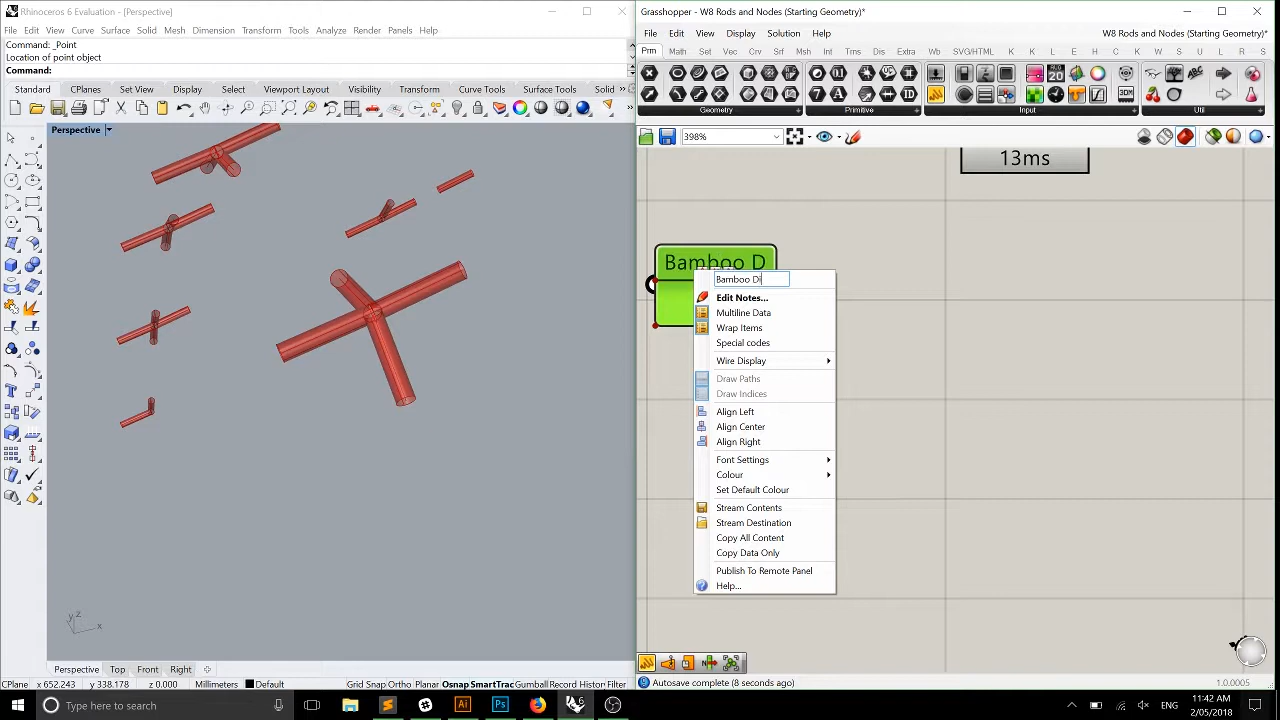 Rhinoceros 6 Evaluation - [Perspective]
File Edit View Curve Surface Solid Mesh Dimension Transform Tools Analyze Render Panels Help
Command: _Point
Location of point object
Command:
Standard CPlanes Set View Display Select Viewport Layout Visibility Transform Curve Tools Surface Tools Solid
Perspective
z
y
x
Perspective Top Front Right
CPlane x 652.243 y 338.178 z 0.000 Millimeters Default Grid Snap Ortho Planar Osnap SmartTrac Gumball Record History Filter
Grasshopper - W8 Rods and Nodes (Starting Geometry)*
File Edit View Display Solution Help W8 Rods and Nodes (Starting Geometry)*
Prm Math Set Vec Crv Srf Msh Int Trns Dis Extra Wb SVG/HTML K K L E H M L W M L U L R S
Geometry Primitive Input Util
398%
13ms
Bamboo D
Bamboo Di
Edit Notes...
Multiline Data
Wrap Items
Special codes
Wire Display
Draw Paths
Draw Indices
Align Left
Align Center
Align Right
Font Settings
Colour
Set Default Colour
Stream Contents
Stream Destination
Copy All Content
Copy Data Only
Publish To Remote Panel
Help...
Autosave complete (8 seconds ago) 1.0.0005
Type here to search
ENG
11:42 AM
2/05/2018